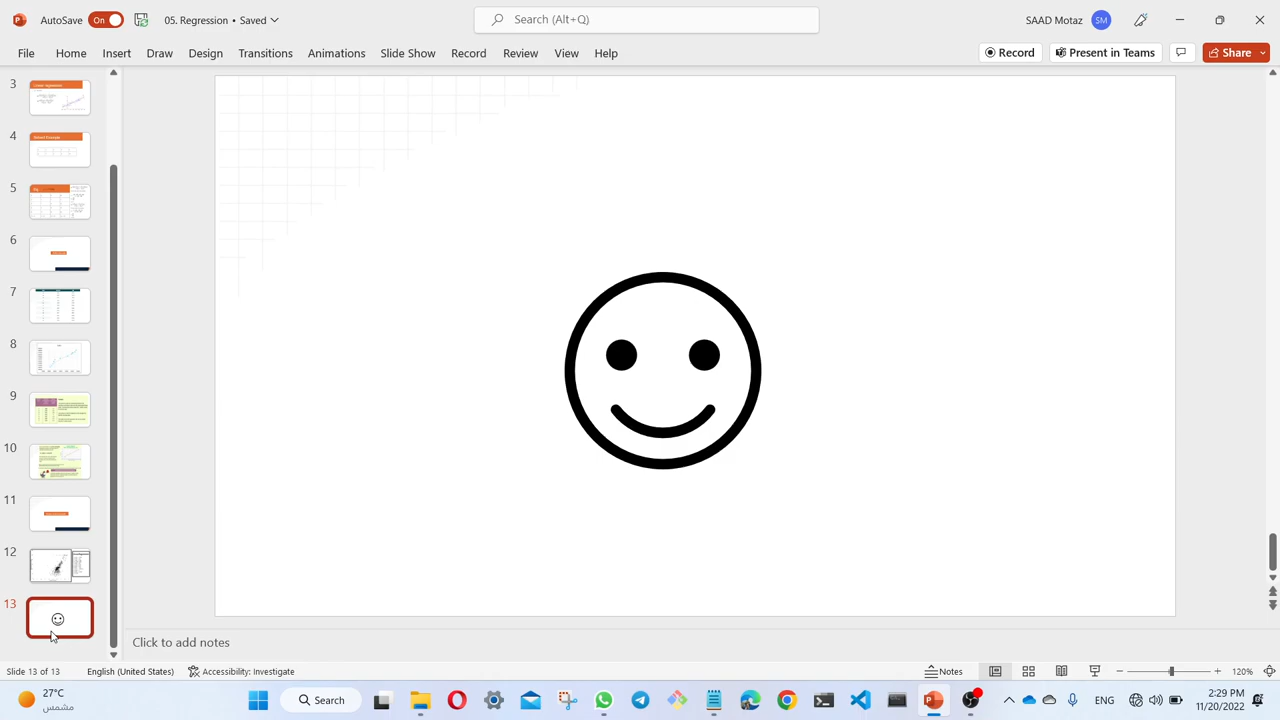 AutoSave On 05. Regression • Saved Search (Alt+Q) SAAD Motaz SM
File Home Insert Draw Design Transitions Animations Slide Show Record Review View Help Record Present in Teams Share
3
4
5
6
7
8
9
10
11
12
13
Click to add notes
Slide 13 of 13 English (United States) Accessibility: Investigate Notes 120%
27°C Search ENG 2:29 PM
مشمس 11/20/2022